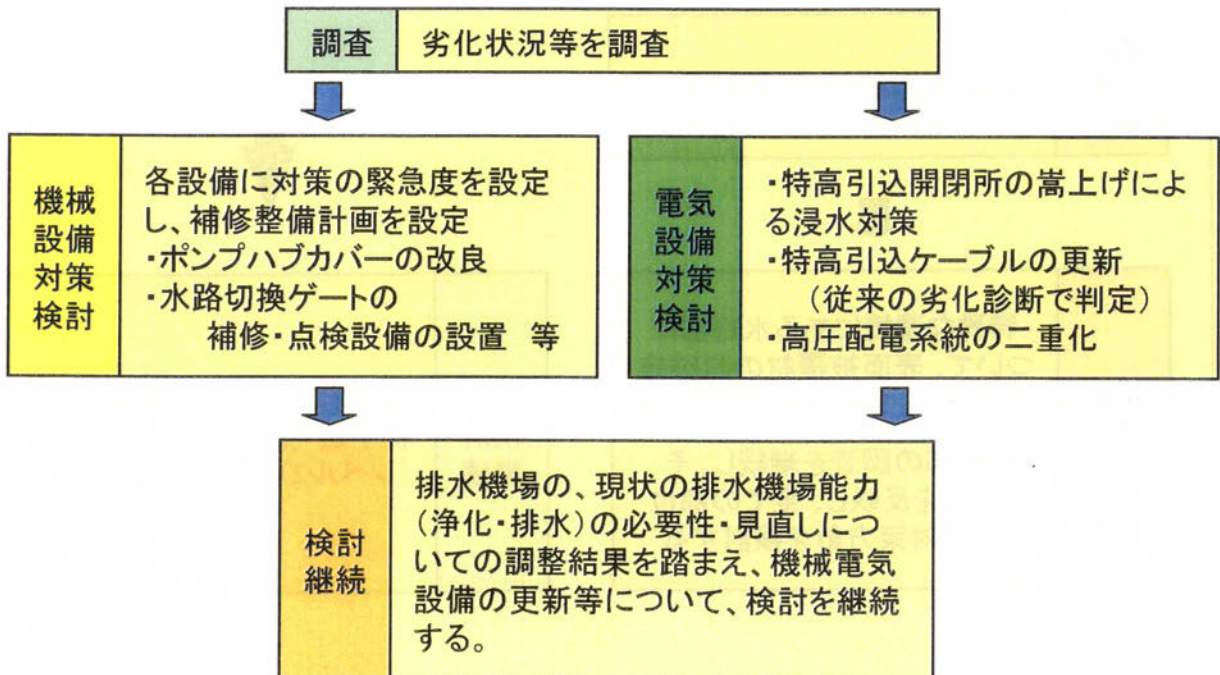 調査
劣化状況等を調査
機械
設備
対策
検討
各設備に対策の緊急度を設定
し、補修整備計画を設定
・ポンプハブカバーの改良
・水路切換ゲートの
補修・点検設備の設置 等
電気
設備
対策
検討
・特高引込開閉所の嵩上げによ
る浸水対策
・特高引込ケーブルの更新
(従来の劣化診断で判定)
・高圧配電系統の二重化
検討
継続
排水機場の、現状の排水機場能力
(浄化・排水)の必要性・見直しにつ
いての調整結果を踏まえ、機械電気
設備の更新等について、検討を継続
する。